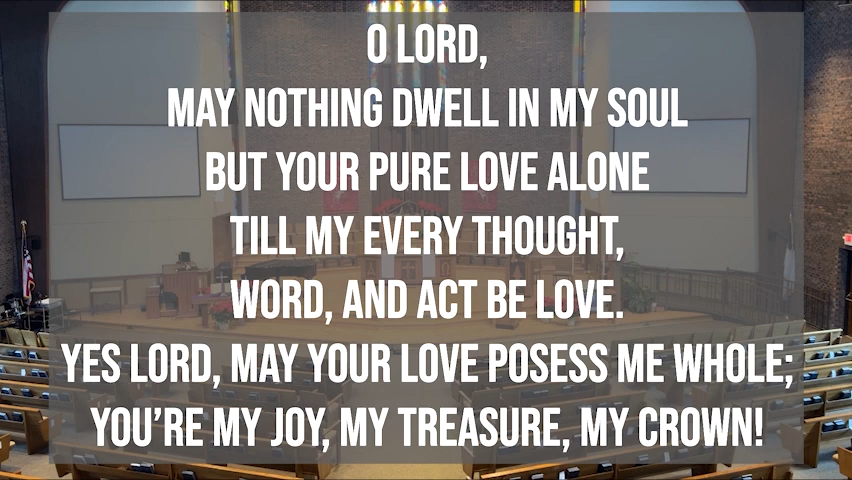 O LORD,
MAY NOTHING DWELL IN MY SOUL
BUT YOUR PURE LOVE ALONE
TILL MY EVERY THOUGHT,
WORD, AND ACT BE LOVE.
YES LORD, MAY YOUR LOVE POSESS ME WHOLE;
YOU'RE MY JOY, MY TREASURE, MY CROWN!